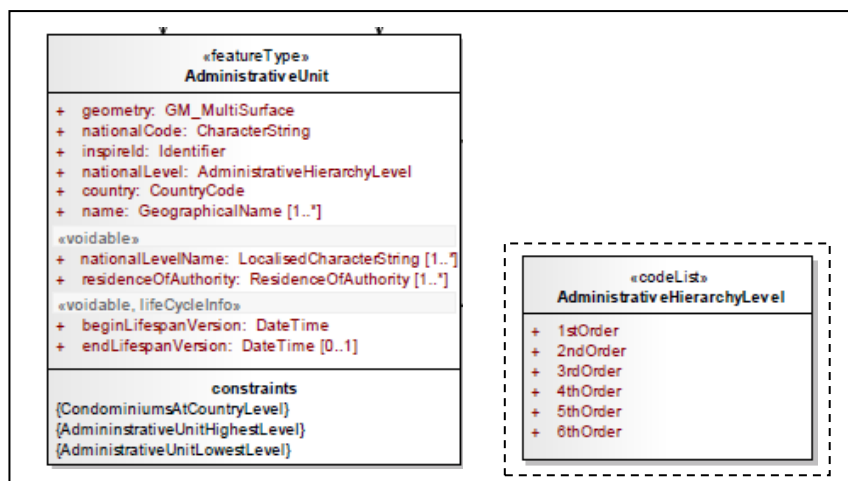 «featureType»
AdministrativeUnit
+ geometry: GM_MultiSurface
+ nationalCode: CharacterString
+ inspireId: Identifier
+ nationalLevel: AdministrativeHierarchyLevel
+ country: CountryCode
+ name: GeographicalName [1..*]
«voidable»
+ nationalLevelName: LocalisedCharacterString [1..*]
+ residenceOfAuthority: ResidenceOfAuthority [1..*]
«voidable, lifeCycleInfo»
+ beginLifespanVersion: DateTime
+ endLifespanVersion: DateTime [0..1]
constraints
{CondominiumsAtCountryLevel}
{AdmininstrativeUnitHighestLevel}
{AdministrativeUnitLowestLevel}
«codeList»
AdministrativeHierarchyLevel
+ 1stOrder
+ 2ndOrder
+ 3rdOrder
+ 4thOrder
+ 5thOrder
+ 6thOrder